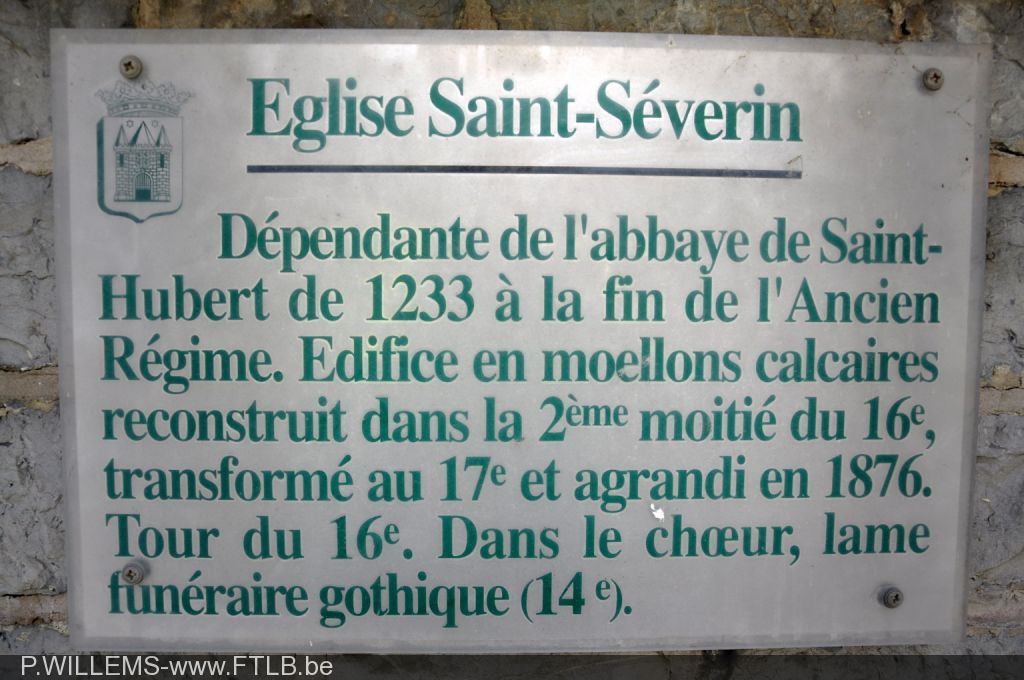 Eglise Saint-Séverin
Dépendante de l'abbaye de Saint-
Hubert de 1233 à la fin de l'Ancien
Régime. Edifice en moellons calcaires
reconstruit dans la 2ème moitié du 16e,
transformé au 17e et agrandi en 1876.
Tour du 16e. Dans le chœur, lame
funéraire gothique (14 e).
P.WILLEMS-www.FTLB.be